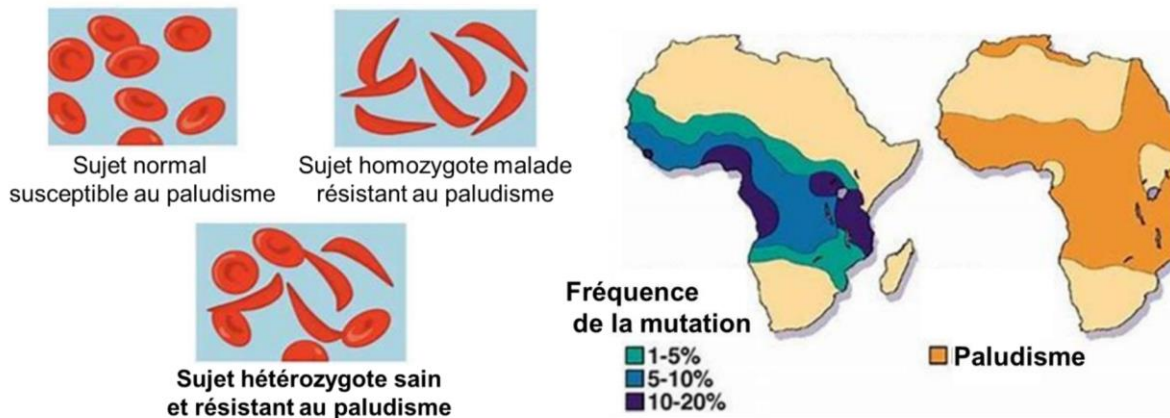 Sujet normal
susceptible au paludisme
Sujet homozygote malade
résistant au paludisme
Sujet hétérozygote sain
et résistant au paludisme
Fréquence
de la mutation
1-5%
5-10%
10-20%
Paludisme